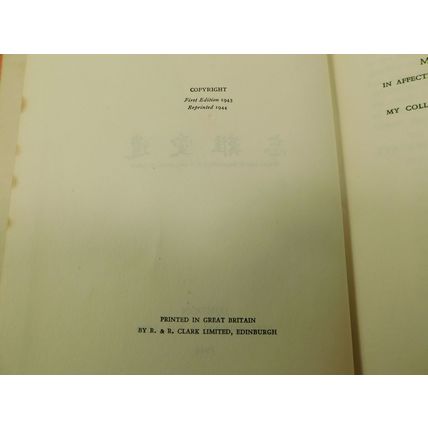 COPYRIGHT
First Edition 1943
Reprinted 1944
PRINTED IN GREAT BRITAIN
BY R. & R. CLARK LIMITED, EDINBURGH
M
IN AFFECT
MY COLL